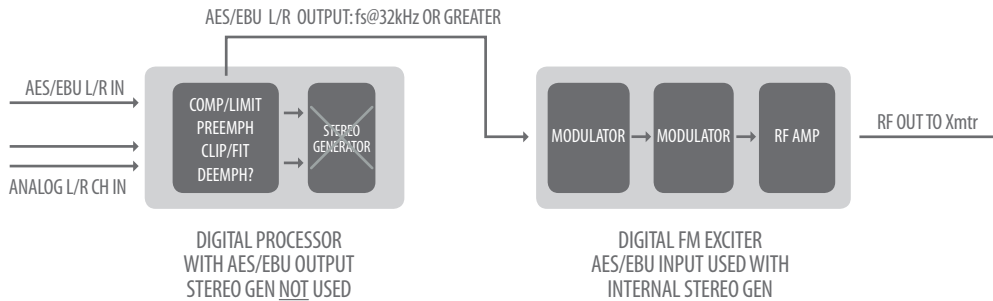 AES/EBU L/R OUTPUT: fs@32kHz OR GREATER
AES/EBU L/R IN
ANALOG L/R CH IN
COMP/LIMIT
PREEMPH
CLIP/FIT
DEEMPH?
STEREO
GENERATOR
MODULATOR
MODULATOR
RF AMP
RF OUT TO Xmtr
DIGITAL PROCESSOR
WITH AES/EBU OUTPUT
STEREO GEN NOT USED
DIGITAL FM EXCITER
AES/EBU INPUT USED WITH
INTERNAL STEREO GEN